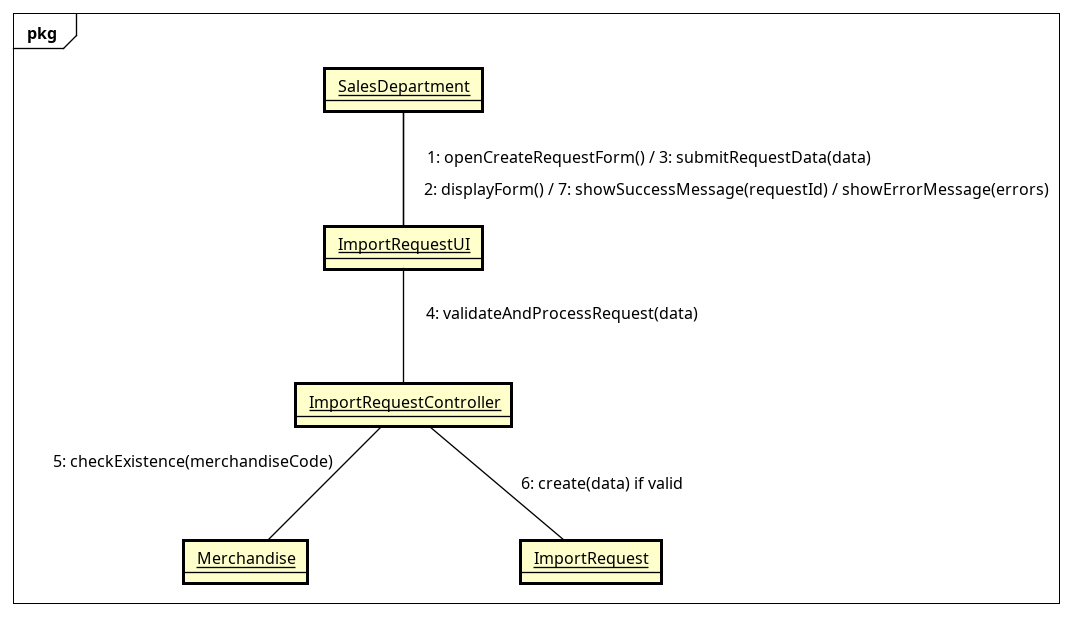 pkg
SalesDepartment
1: openCreateRequestForm() / 3: submitRequestData(data)
2: displayForm() / 7: showSuccessMessage(requestId) / showErrorMessage(errors)
ImportRequestUI
4: validateAndProcessRequest(data)
ImportRequestController
5: checkExistence(merchandiseCode)
6: create(data) if valid
Merchandise
ImportRequest